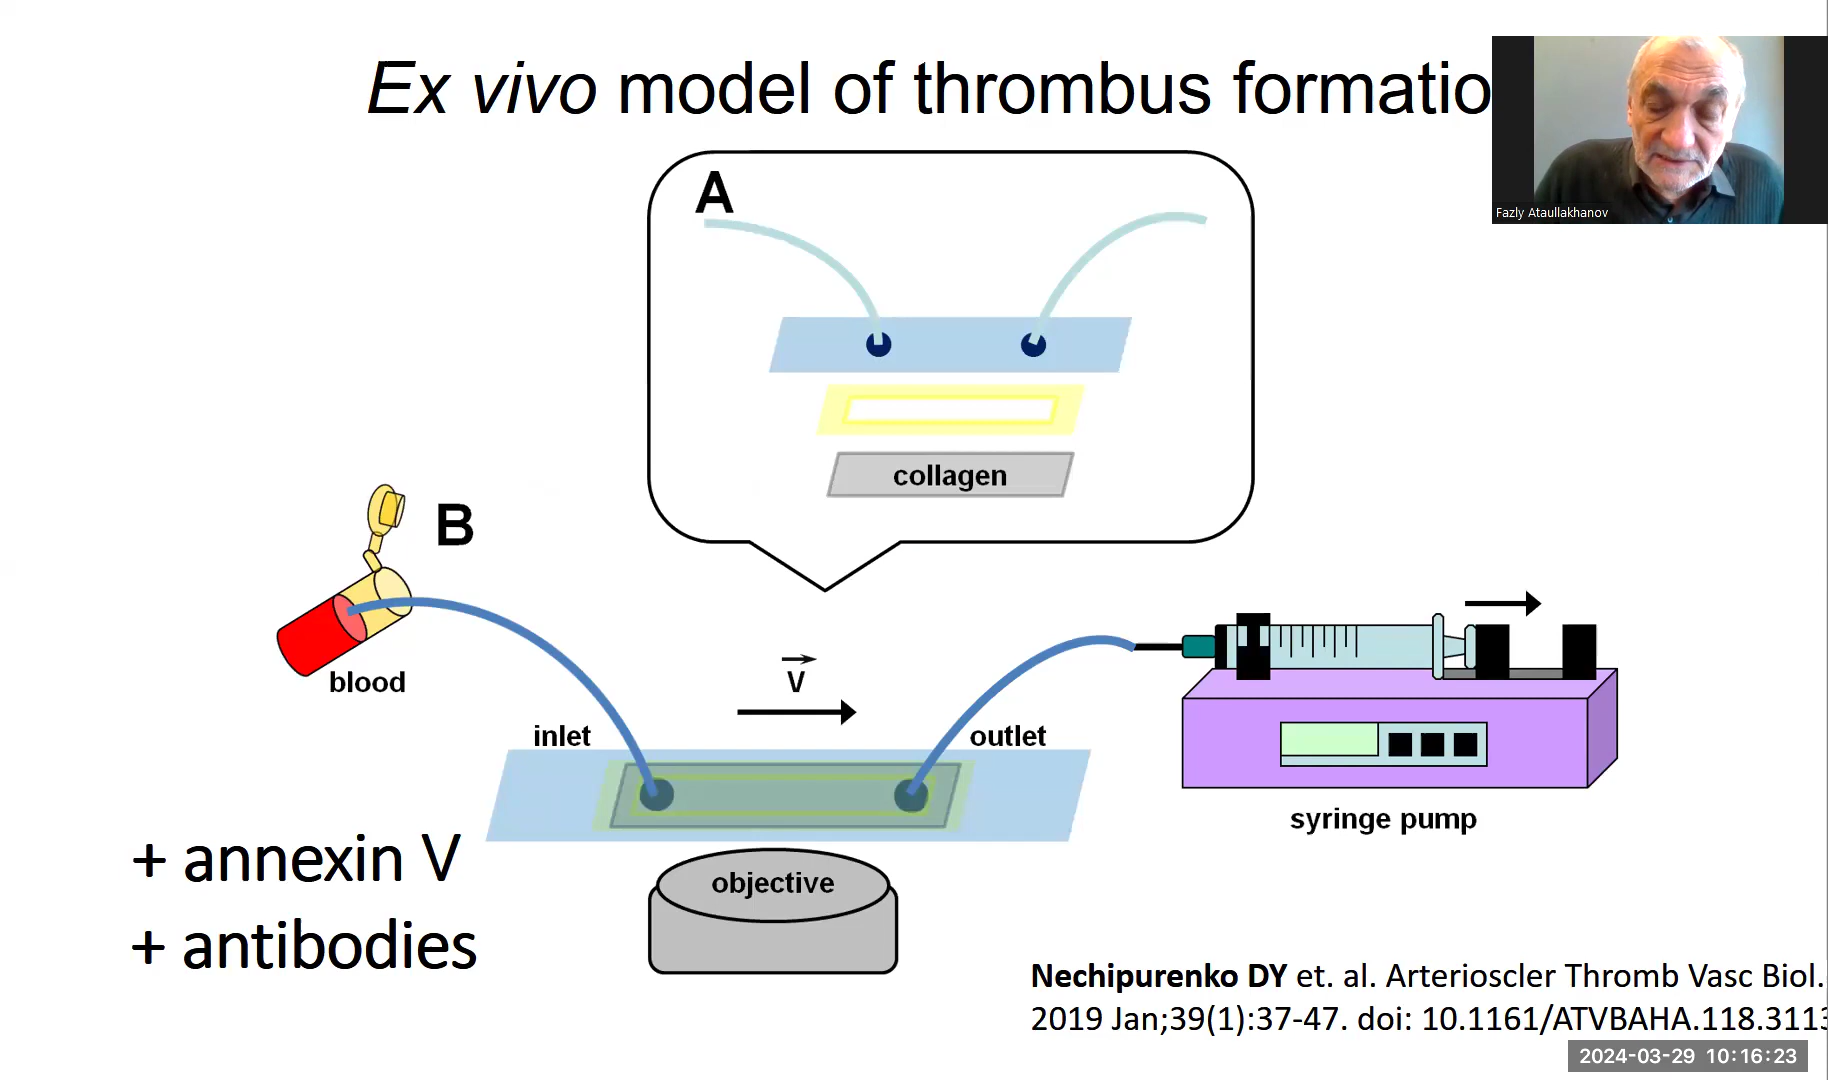 Ex vivo model of thrombus formatio
Fazly Ataullakhanov
A
collagen
B
blood
V
inlet
outlet
syringe pump
+ annexin V
+ antibodies
objective
Nechipurenko DY et. al. Arterioscler Thromb Vasc Biol.
2019 Jan;39(1):37-47. doi: 10.1161/ATVBAHA.118.3113
2024-03-29 10:16:23